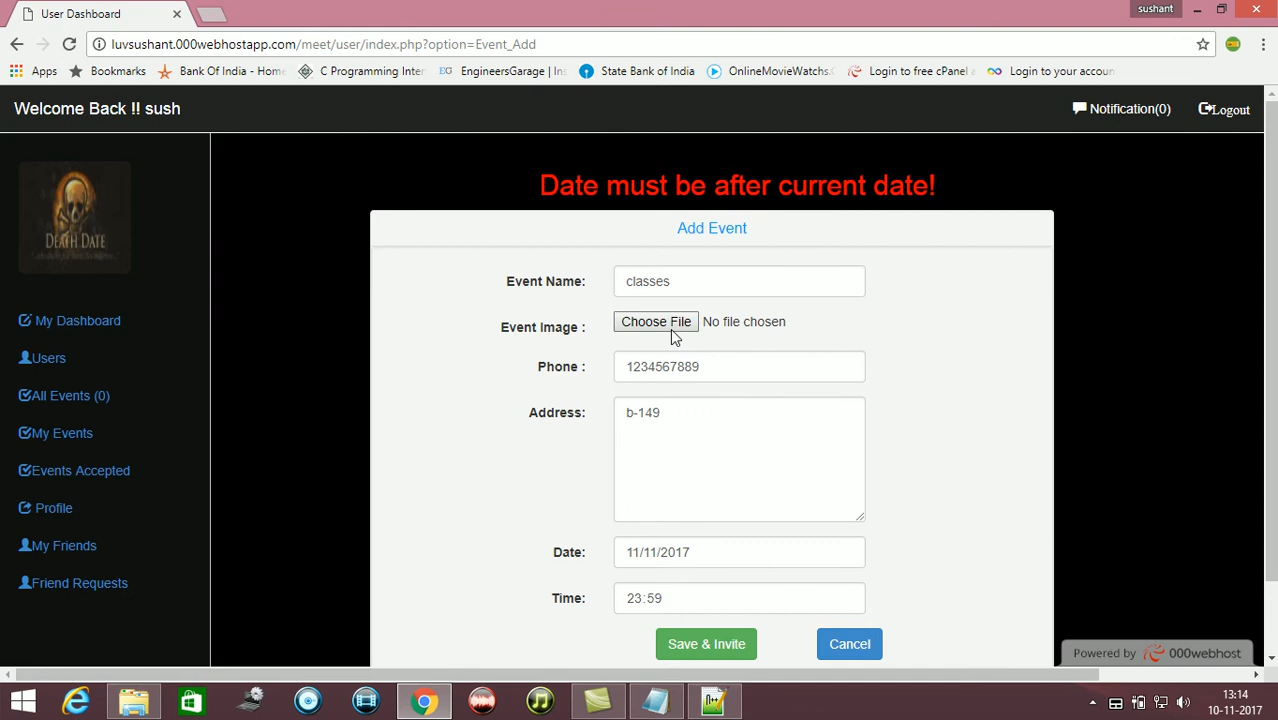 User Dashboard
sushant
luvsushant.000webhostapp.com/meet/user/index.php?option=Event_Add
Apps Bookmarks Bank Of India - Home C Programming Inter EngineersGarage | Ins State Bank of India OnlineMovieWatchs. Login to free cPanel Login to your accoun
Welcome Back !! sush
Notification(0) Logout
DEATH DATE
My Dashboard
Users
All Events (0)
My Events
Events Accepted
Profile
My Friends
Friend Requests
Date must be after current date!
Add Event
Event Name: classes
Event Image : Choose File No file chosen
Phone : 1234567889
Address: b-149
Date: 11/11/2017
Time: 23:59
Save & Invite Cancel
Powered by 000webhost
13:14
10-11-2017